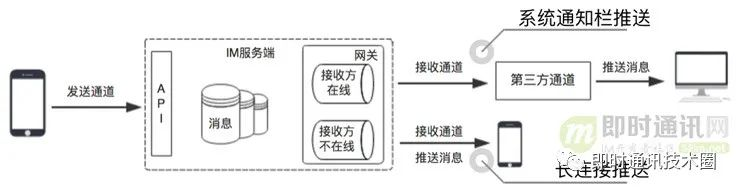 系统通知栏推送
IM服务端
网关
发送通道
A
P
I
消息
接收方
在线
接收通道
第三方通道
推送消息
接收方
不在线
接收通道
推送消息
即时通讯网
即时通讯技术圈
长连接推送